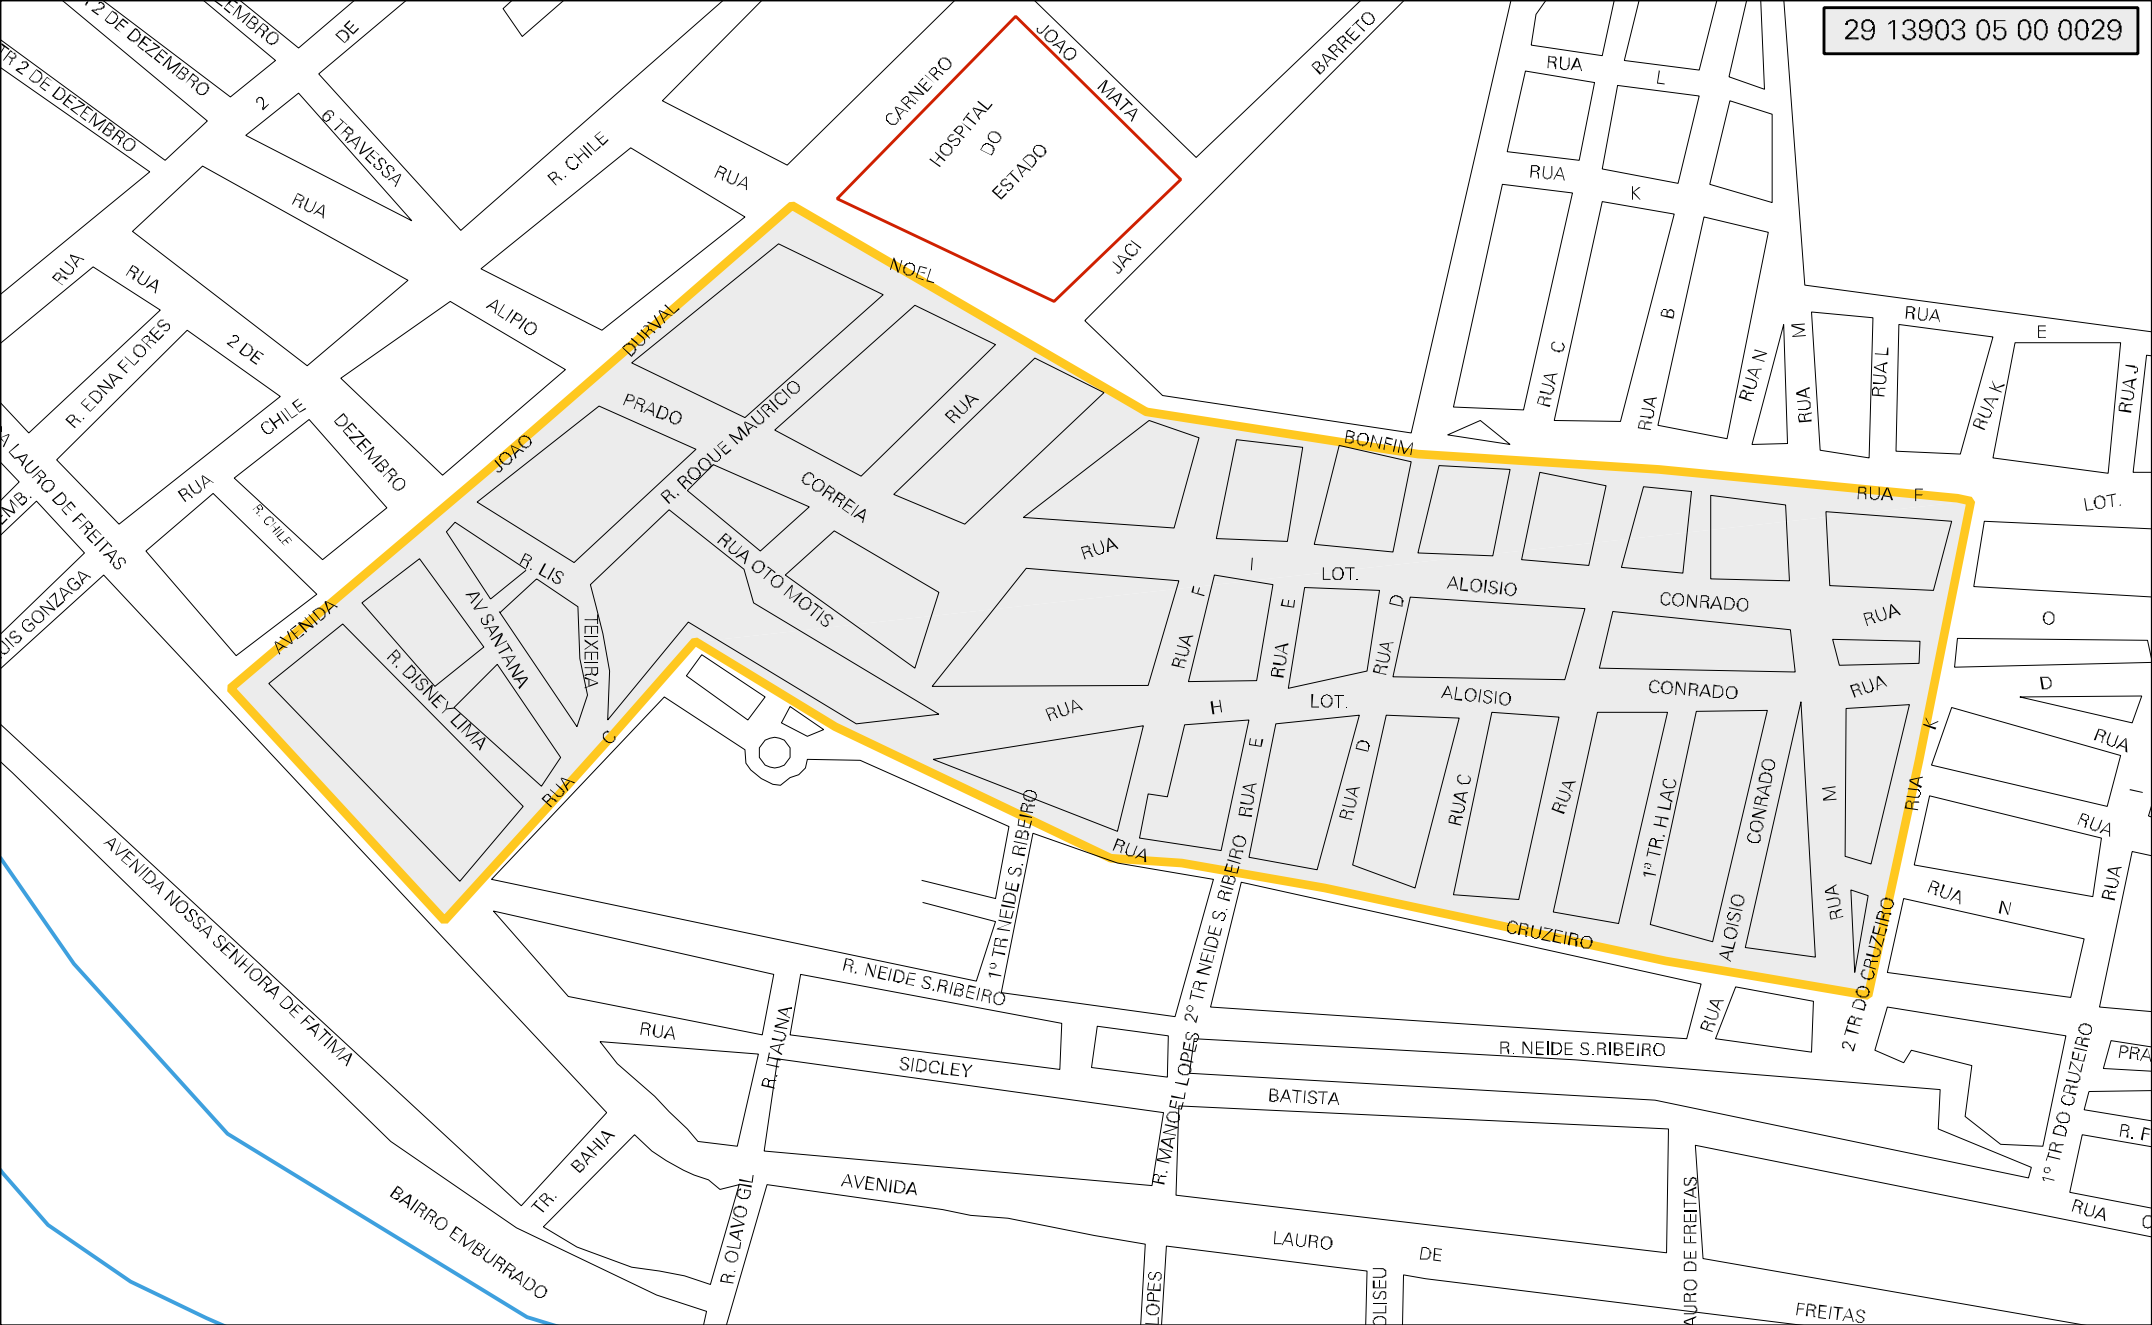 29 13903 05 00 0029
2 DE DEZEMBRO
TR 2 DE DEZEMBRO
DE
2
6 TRAVESSA
R. CHILE
RUA
CARNEIRO
HOSPITAL
DO
ESTADO
JOAO
MATA
BARRETO
JACI
RUA
L
RUA
K
RUA
RUA
RUA
R. EDNA FLORES
2 DE
ALIPIO
CHILE
DEZEMBRO
RUA
R. CHILE
LAURO DE FREITAS
NOEL
DURVAL
JOAO
AVENIDA
PRADO
R. ROQUE MAURICIO
RUA
CORREIA
RUA OTO MOTIS
R. LIS
AV SANTANA
TEIXEIRA
R. DISNEY LIMA
RUA
C
RUA C
RUA
B
RUA N
RUA
M
RUA L
RUA
E
RUA K
RUA J
BONFIM
RUA F
LOT.
RUA
I
LOT.
ALOISIO
CONRADO
RUA
O
RUA
F
RUA
E
RUA
D
RUA
H
LOT.
ALOISIO
CONRADO
RUA
D
RUA
K
RUA
E
RUA
D
RUA C
RUA
1ª TR. H LAC
ALOISIO
CONRADO
M
RUA
RUA
I
RUA
RUA
RUA
N
RUA
CRUZEIRO
1º TR NEIDE S. RIBEIRO
2º TR NEIDE S. RIBEIRO
2 TR DO CRUZEIRO
RUA
R. NEIDE S.RIBEIRO
R. NEIDE S.RIBEIRO
RUA
SIDCLEY
BATISTA
R. ITAUNA
R. MANOEL LOPES
1º TR DO CRUZEIRO
AVENIDA NOSSA SENHORA DE FATIMA
TR.
BAHIA
BAIRRO EMBURRADO
R. OLAVO GIL
AVENIDA
LAURO
DE
FREITAS
LOPES
RUA